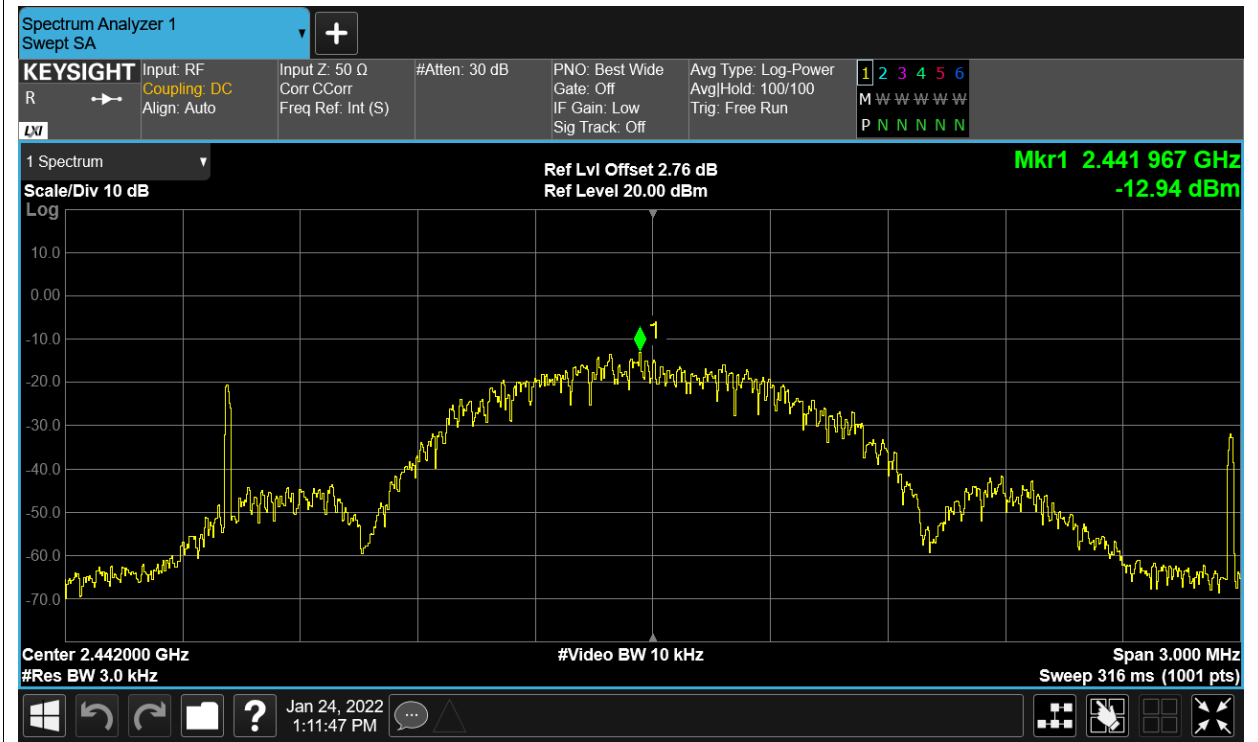 Spectrum Analyzer 1
Swept SA
KEYSIGHT
R
LXI
Input: RF
Coupling: DC
Align: Auto
Input Z: 50 Ω
Corr CCorr
Freq Ref: Int (S)
#Atten: 30 dB
PNO: Best Wide
Gate: Off
IF Gain: Low
Sig Track: Off
Avg Type: Log-Power
Avg|Hold: 100/100
Trig: Free Run
1 2 3 4 5 6
M W W W W W
P N N N N N
1 Spectrum
Scale/Div 10 dB
Log
Ref Lvl Offset 2.76 dB
Ref Level 20.00 dBm
Mkr1 2.441 967 GHz
-12.94 dBm
10.0
0.00
-10.0
-20.0
-30.0
-40.0
-50.0
-60.0
-70.0
1
Center 2.442000 GHz
#Res BW 3.0 kHz
#Video BW 10 kHz
Span 3.000 MHz
Sweep 316 ms (1001 pts)
?
Jan 24, 2022
1:11:47 PM